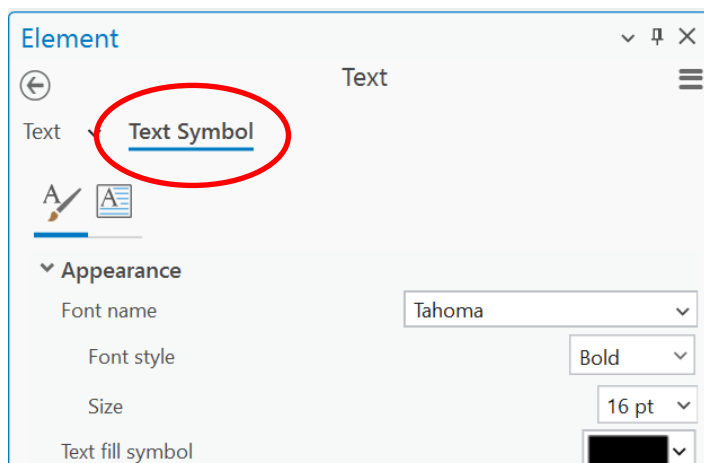 Element
Text
Text Text Symbol
A A
Appearance
Font name Tahoma
Font style Bold
Size 16 pt
Text fill symbol